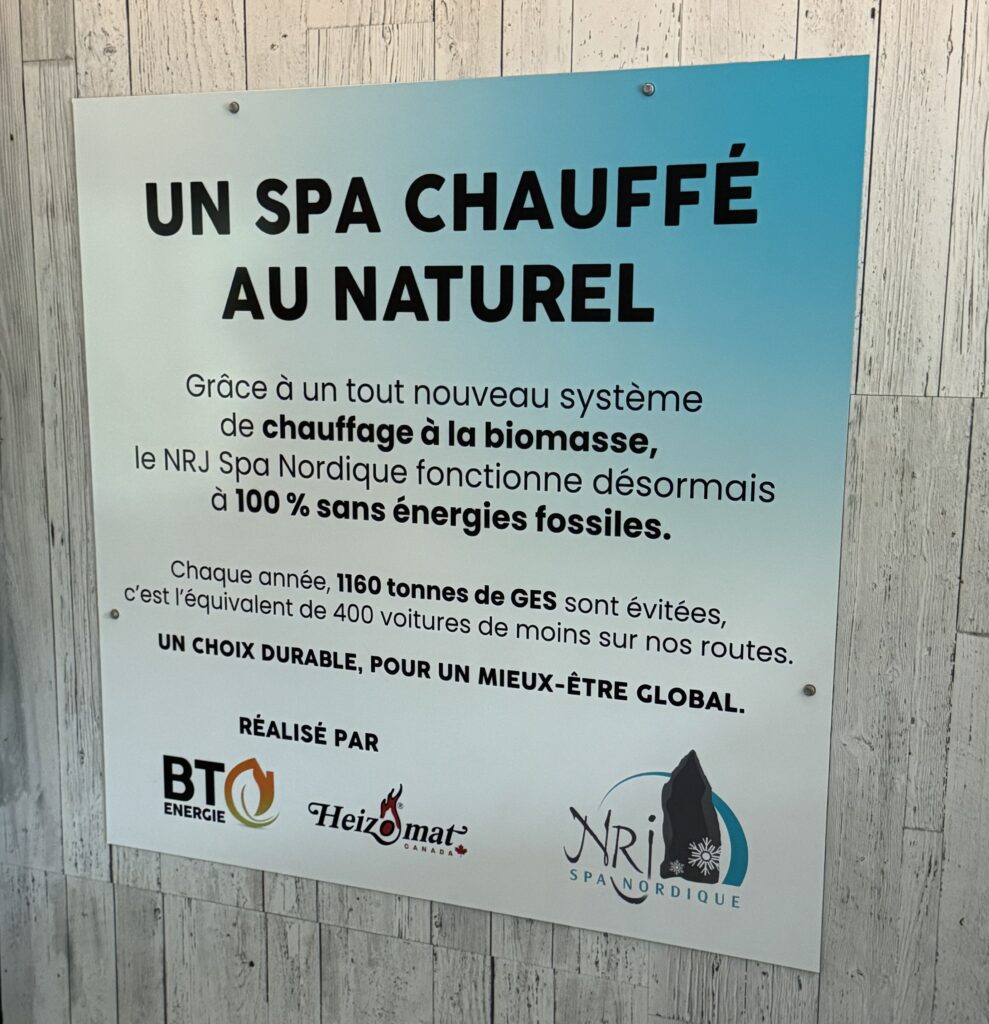 UN SPA CHAUFFÉ
AU NATUREL
Grâce à un tout nouveau système
de chauffage à la biomasse,
le NRJ Spa Nordique fonctionne désormais
à 100 % sans énergies fossiles.
Chaque année, 1160 tonnes de GES sont évitées,
c'est l'équivalent de 400 voitures de moins sur nos routes.
UN CHOIX DURABLE, POUR UN MIEUX-ÊTRE GLOBAL.
RÉALISÉ PAR
BTO
ENERGIE
Heizomat®
CANADA
NRJ
SPA NORDIQUE